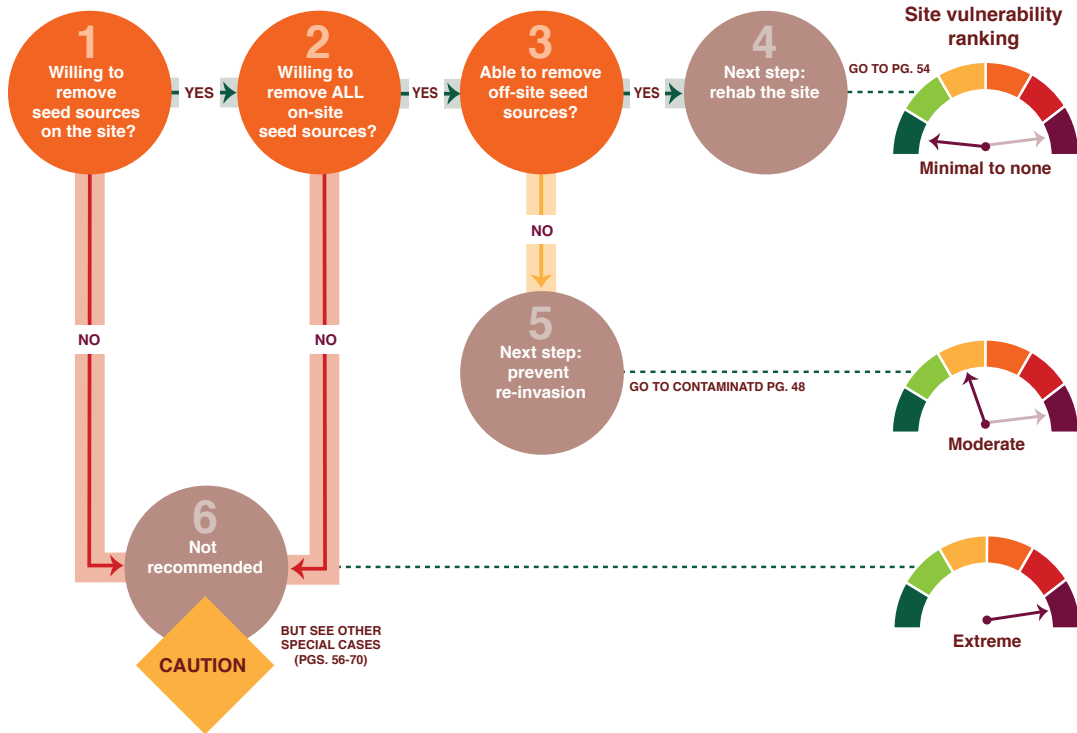 1
Willing to
remove
seed sources
on the site?
YES
2
Willing to
remove ALL
on-site
seed sources?
YES
3
Able to remove
off-site seed
sources?
YES
4
Next step:
rehab the site
GO TO PG. 54
Site vulnerability
ranking
Minimal to none
NO
NO
NO
5
Next step:
prevent
re-invasion
GO TO CONTAMINATD PG. 48
Moderate
6
Not
recommended
CAUTION
BUT SEE OTHER
SPECIAL CASES
(PGS. 56-70)
Extreme